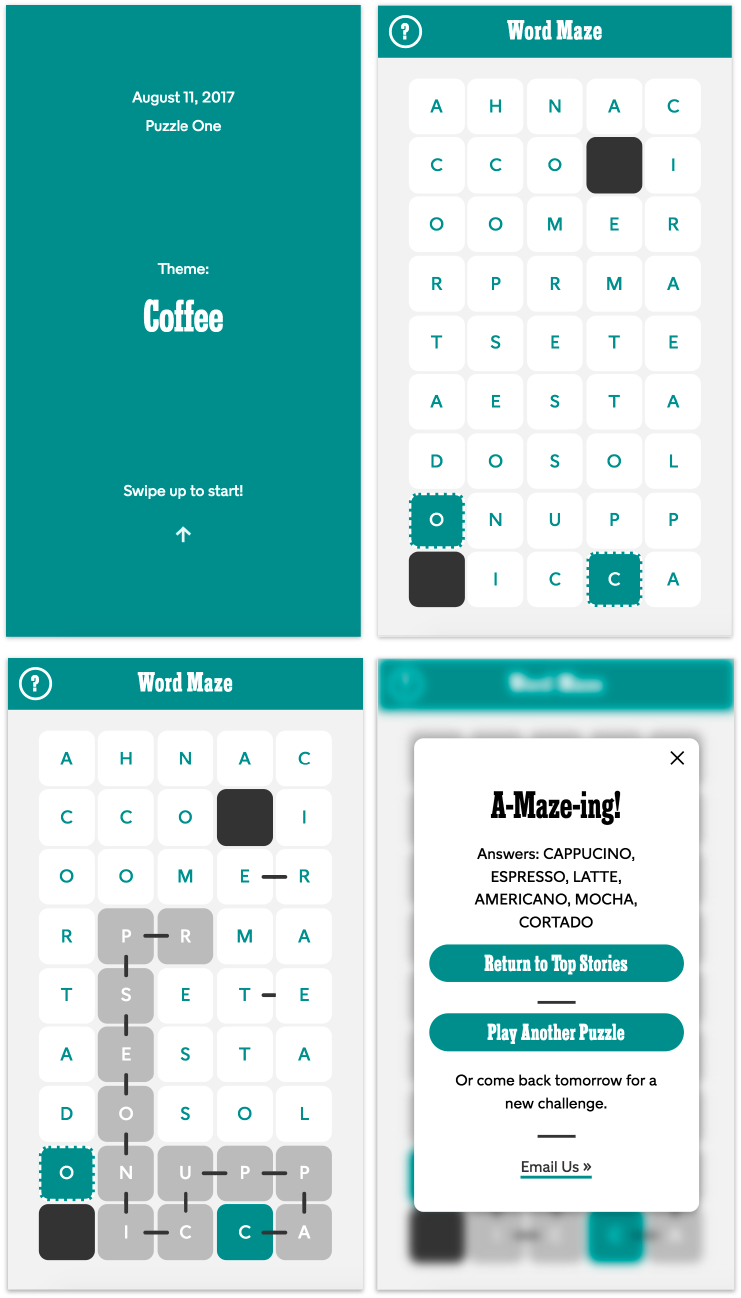 August 11, 2017
Puzzle One
Theme:
Coffee
Swipe up to start!
?
Word Maze
A H N A C
C C O I
O O M E R
R P R M A
T S E T E
A E S T A
D O S O L
O N U P P
I C C A
?
Word Maze
A H N A C
C C O I
O O M E R
R P R M A
T S E T E
A E S T A
D O S O L
O N U P P
I C C A
Word Maze
A-Maze-ing!
Answers: CAPPUCINO,
ESPRESSO, LATTE,
AMERICANO, MOCHA,
CORTADO
Return to Top Stories
Play Another Puzzle
Or come back tomorrow for a
new challenge.
Email Us »